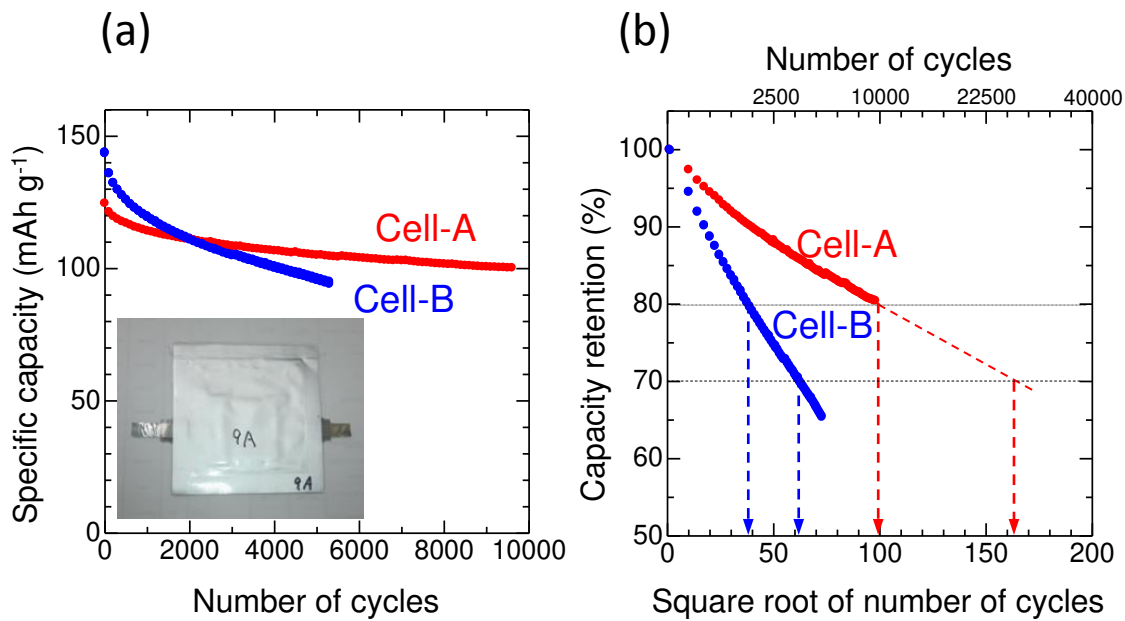 (a)
(b)
Number of cycles
2500 10000 22500 40000
150
100
50
0
Specific capacity (mAh g⁻¹)
Cell-A
Cell-B
9A
9A
0 2000 4000 6000 8000 10000
Number of cycles
100
90
80
70
60
50
Capacity retention (%)
Cell-A
Cell-B
0 50 100 150 200
Square root of number of cycles